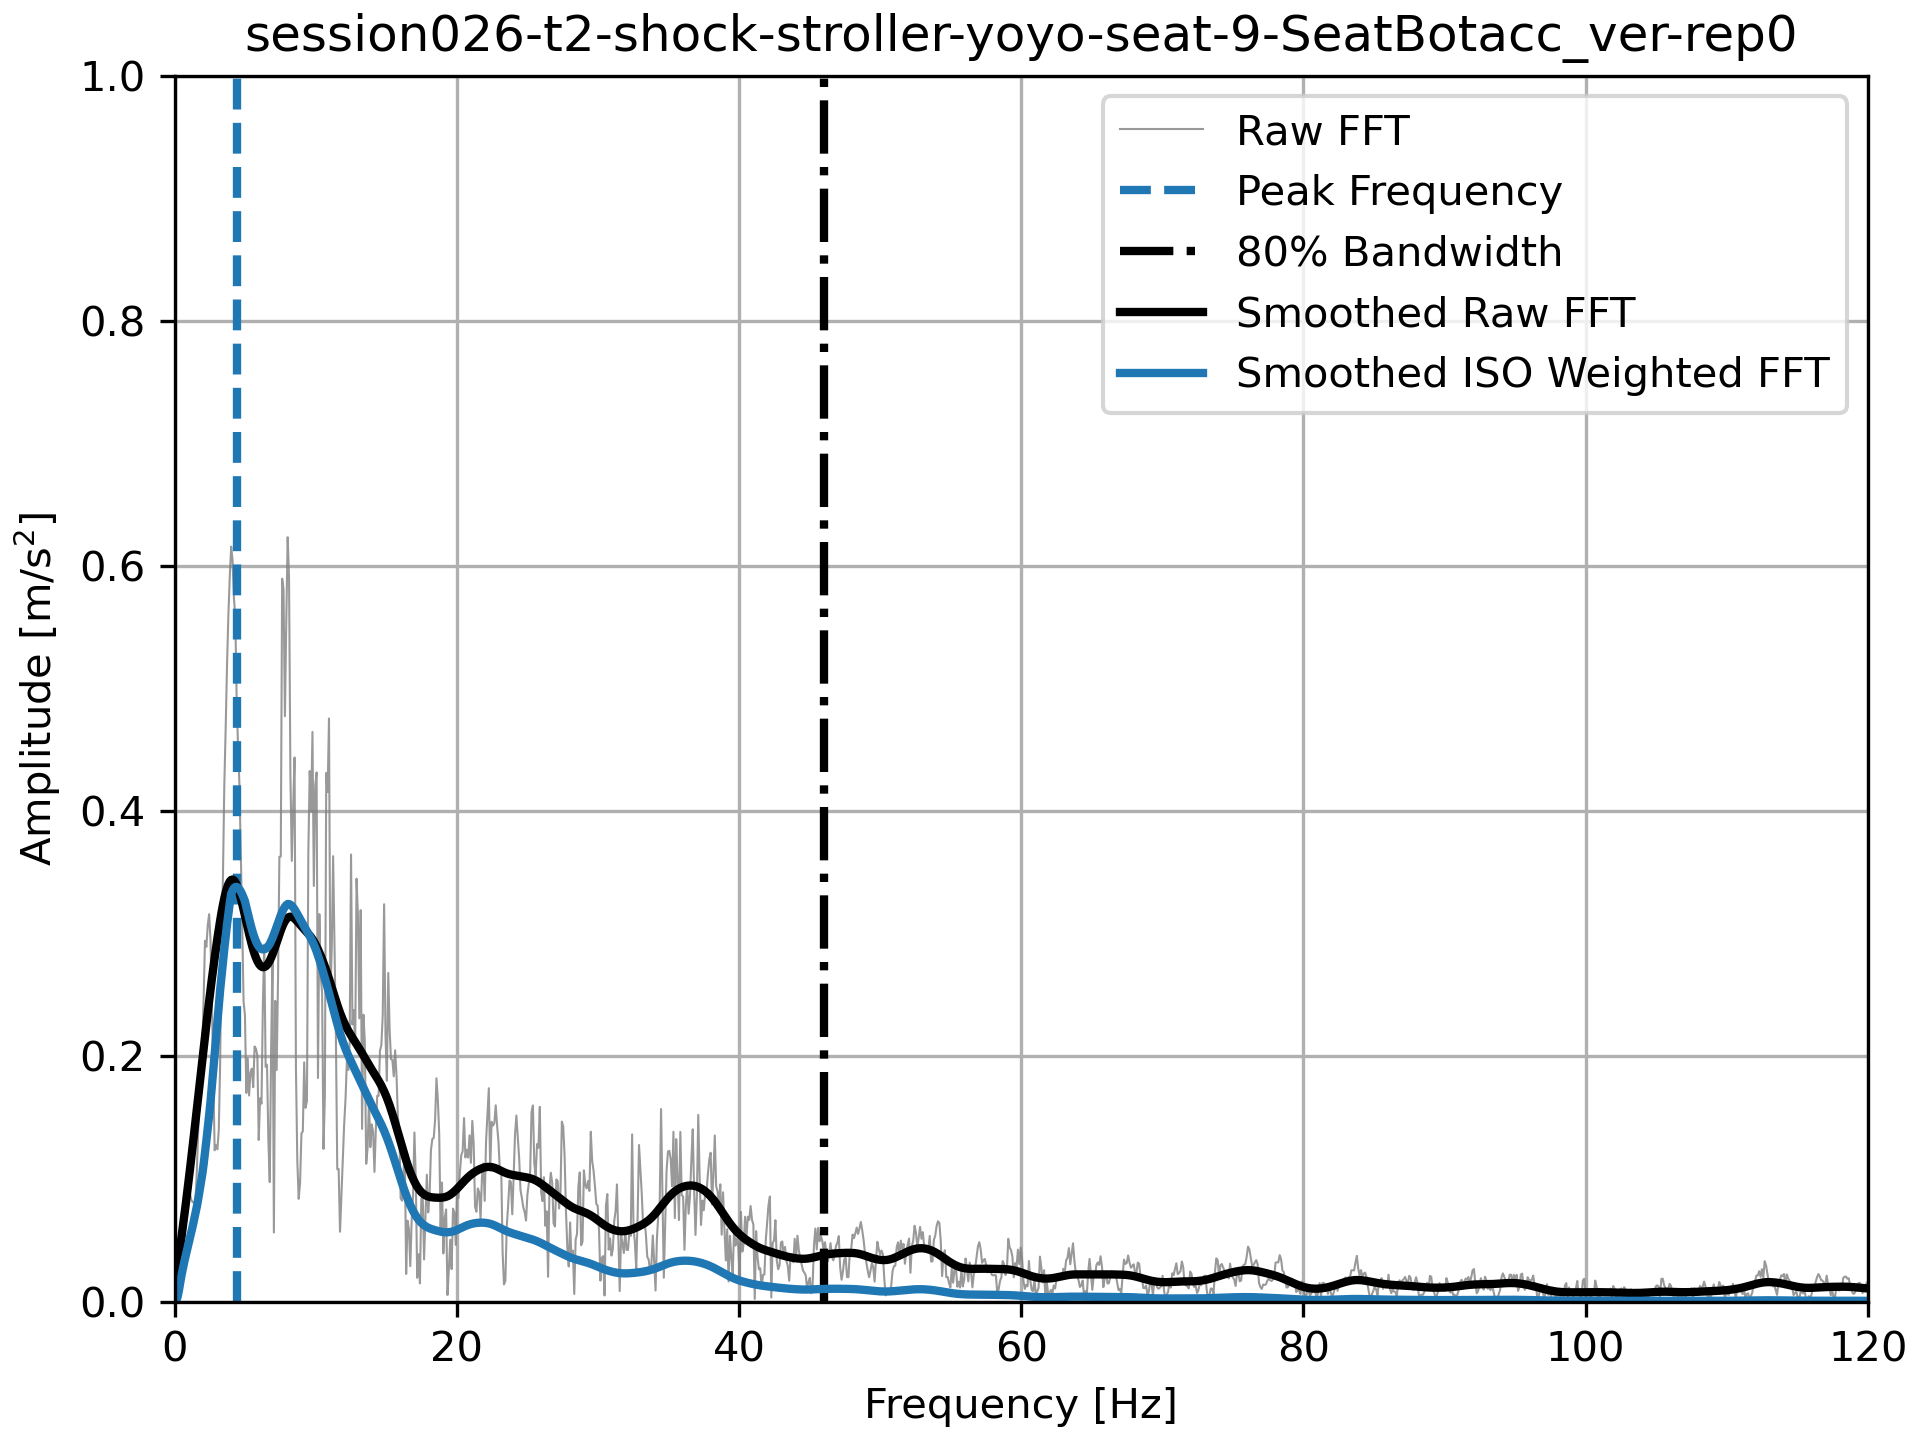 session026-t2-shock-stroller-yoyo-seat-9-SeatBotacc_ver-rep0
1.0
0.8
0.6
0.4
0.2
0.0
Amplitude [m/s²]
Raw FFT
Peak Frequency
80% Bandwidth
Smoothed Raw FFT
Smoothed ISO Weighted FFT
0 20 40 60 80 100 120
Frequency [Hz]